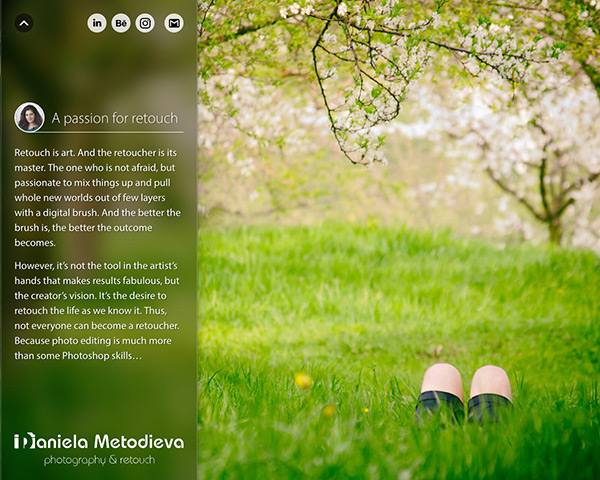 in Bē
A passion for retouch
Retouch is art. And the retoucher is its
master. The one who is not afraid, but
passionate to mix things up and pull
whole new worlds out of few layers
with a digital brush. And the better the
brush is, the better the outcome
becomes.
However, it's not the tool in the artist's
hands that makes results fabulous, but
the creator's vision. It's the desire to
retouch the life as we know it. Thus,
not everyone can become a retoucher.
Because photo editing is much more
than some Photoshop skills…
Daniela Metodieva
photography & retouch